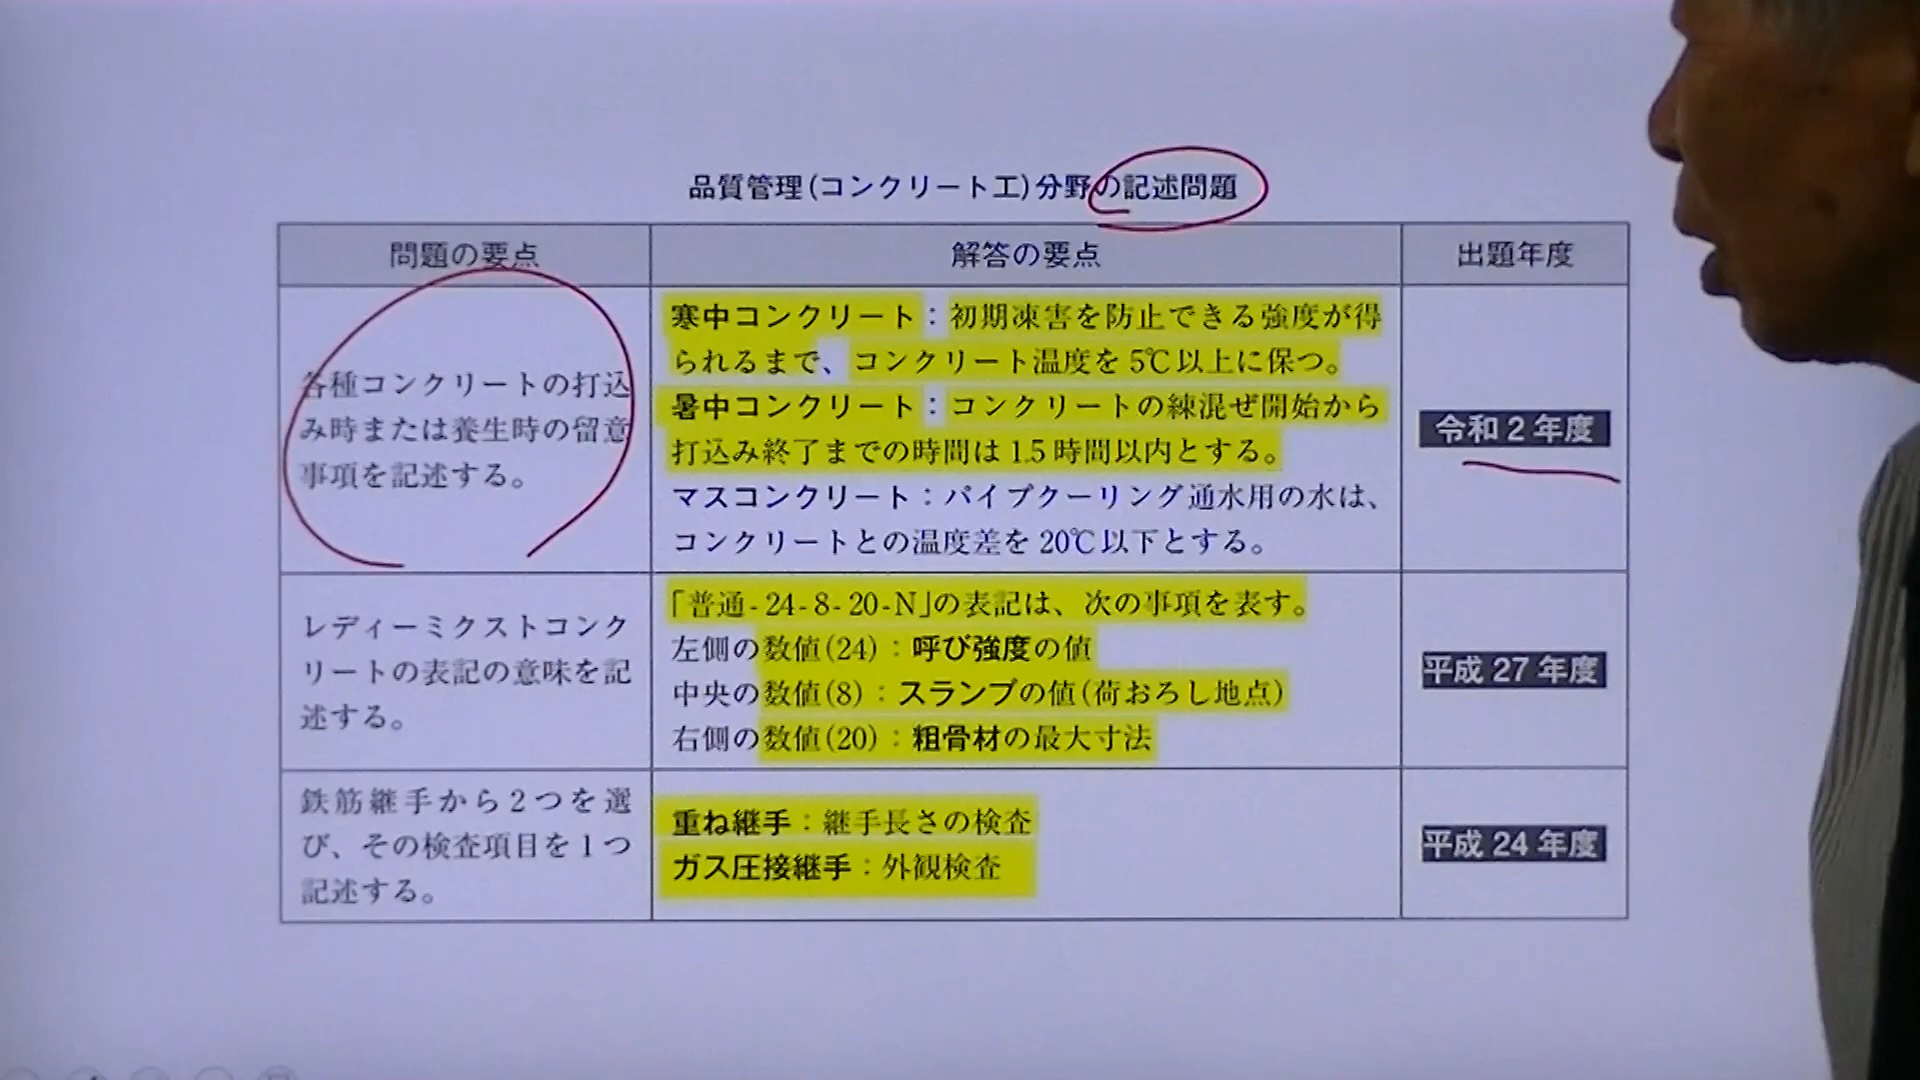 品質管理(コンクリート工)分野の記述問題
問題の要点
解答の要点
出題年度
各種コンクリートの打込
み時または養生時の留意
事項を記述する。
寒中コンクリート：初期凍害を防止できる強度が得
られるまで、コンクリート温度を5℃以上に保つ。
暑中コンクリート：コンクリートの練混ぜ開始から
打込み終了までの時間は1.5時間以内とする。
マスコンクリート：パイプクーリング通水用の水は、
コンクリートとの温度差を20℃以下とする。
令和2年度
レディーミクストコンク
リートの表記の意味を記
述する。
「普通-24-8-20-N」の表記は、次の事項を表す。
左側の数値(24)：呼び強度の値
中央の数値(8)：スランプの値(荷おろし地点)
右側の数値(20)：粗骨材の最大寸法
平成27年度
鉄筋継手から2つを選
び、その検査項目を1つ
記述する。
重ね継手：継手長さの検査
ガス圧接継手：外観検査
平成24年度